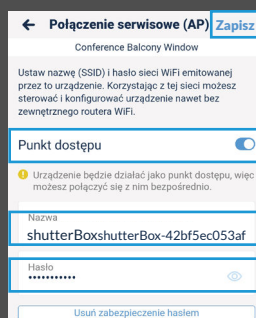 Połączenie serwisowe (AP) Zapisz
Conference Balcony Window
Ustaw nazwę (SSID) i hasło sieci WiFi emitowanej
przez to urządzenie. Korzystając z tej sieci możesz
sterować i konfigurować urządzenie nawet bez
zewnętrznego routera WiFi.
Punkt dostępu
Urządzenie będzie działać jako punkt dostępu, więc
możesz połączyć się z nim bezpośrednio.
Nazwa
shutterBoxshutterBox-42bf5ec053af
Hasło
•••••••••••
Usuń zabezpieczenie hasłem